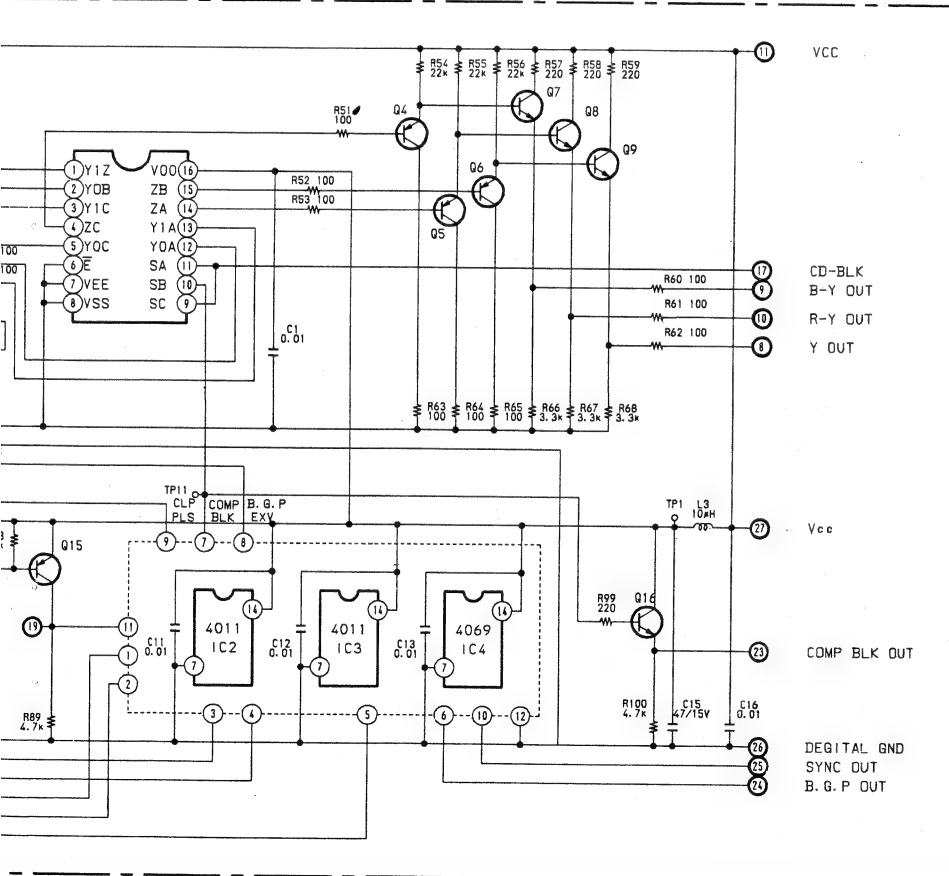 R54 R55 R56 R57 R58 R59
22K 22K 22K 220 220 220
11 VCC
Q7
R51 Q4 Q8
100
Q9
1 Y1Z VOO 16
Q6
R52 100
2 YOB ZB 15
R53 100
3 Y1C ZA 14
Q5
4 ZC Y1A 13
5 YOC YOA 12
100
6 E SA 11
100
17 CD-BLK
7 VEE SB 10
R60 100
9 B-Y OUT
8 VSS SC 9
R61 100
10 R-Y OUT
C1
0.01
R62 100
8 Y OUT
R63 R64 R65 R66 R67 R68
100 100 100 3.3K 3.3K 3.3K
TP11
CLP COMP B.G.P
PLS BLK EXV
TP1 L3
10μH
27 Vcc
9 7 8
Q15
14 14 14
R99
220
Q16
19 11
C11
0.01
4011
IC2
C12
0.01
4011
IC3
C13
0.01
4069
IC4
1
7 7 7
23 COMP BLK OUT
2
R89
4.7K
3 4 5 6 10 12
R100
4.7K
C15
47/15V
C16
0.01
26 DEGITAL GND
25 SYNC OUT
24 B.G.P OUT